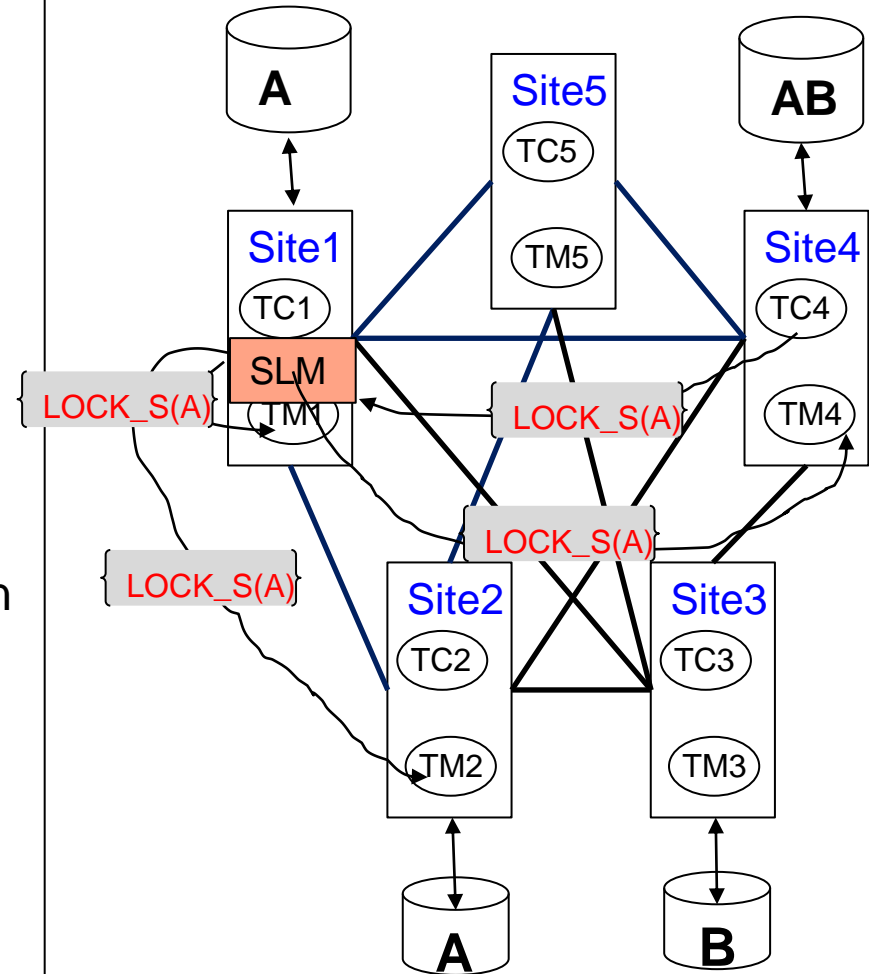 A
Site5
TC5
TM5
AB
Site1
TC1
SLM
TM1
Site4
TC4
TM4
LOCK_S(A)
LOCK_S(A)
LOCK_S(A)
LOCK_S(A)
n
Site2
TC2
TM2
Site3
TC3
TM3
A
B